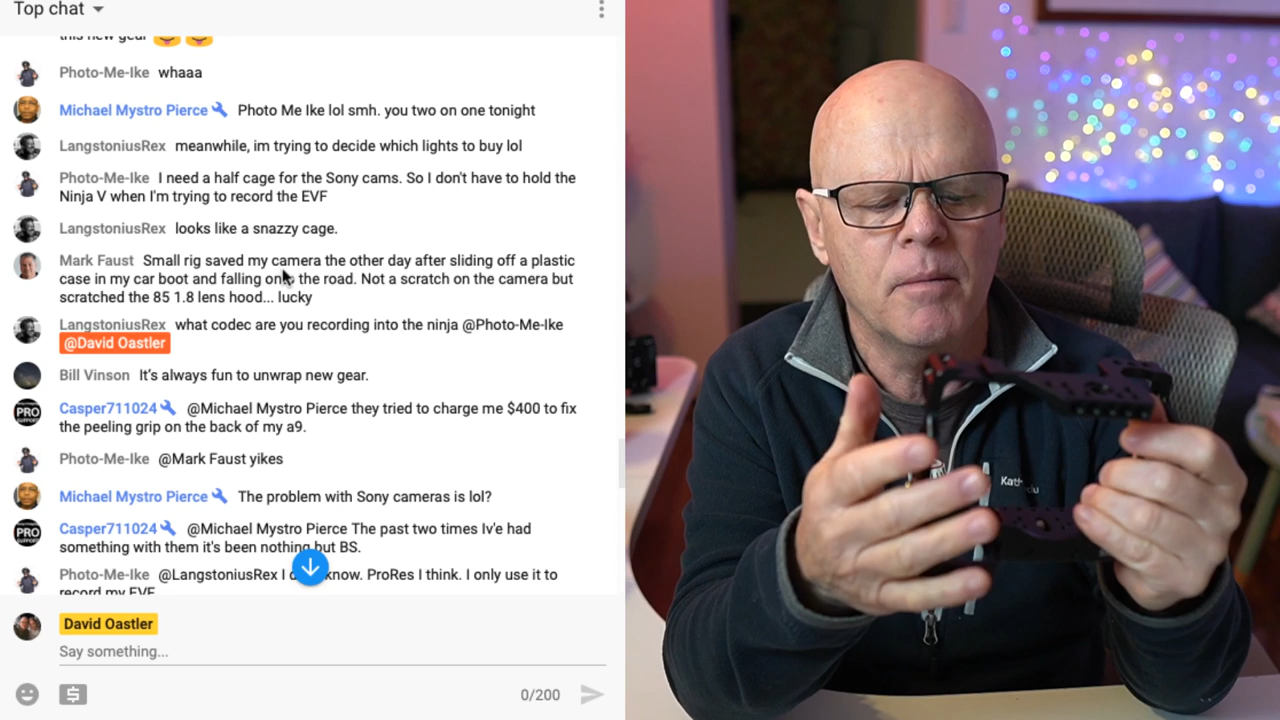 Top chat
this new gear
Photo-Me-Ike whaaa
Michael Mystro Pierce Photo Me Ike lol smh. you two on one tonight
LangstoniusRex meanwhile, im trying to decide which lights to buy lol
Photo-Me-Ike I need a half cage for the Sony cams. So I don't have to hold the
Ninja V when I'm trying to record the EVF
LangstoniusRex looks like a snazzy cage.
Mark Faust Small rig saved my camera the other day after sliding off a plastic
case in my car boot and falling the road. Not a scratch on the camera but
scratched the 85 1.8 lens hood... lucky
LangstoniusRex what codec are you recording into the ninja @Photo-Me-Ike
@David Oastler
Bill Vinson It's always fun to unwrap new gear.
PRO
Casper711024 @Michael Mystro Pierce they tried to charge me $400 to fix
the peeling grip on the back of my a9.
Photo-Me-Ike @Mark Faust yikes
Michael Mystro Pierce The problem with Sony cameras is lol?
PRO
Casper711024 @Michael Mystro Pierce The past two times Iv'e had
something with them it's been nothing but BS.
Photo-Me-Ike @LangstoniusRex I know. ProRes I think. I only use it to
record my EVF
David Oastler
Say something...
0/200